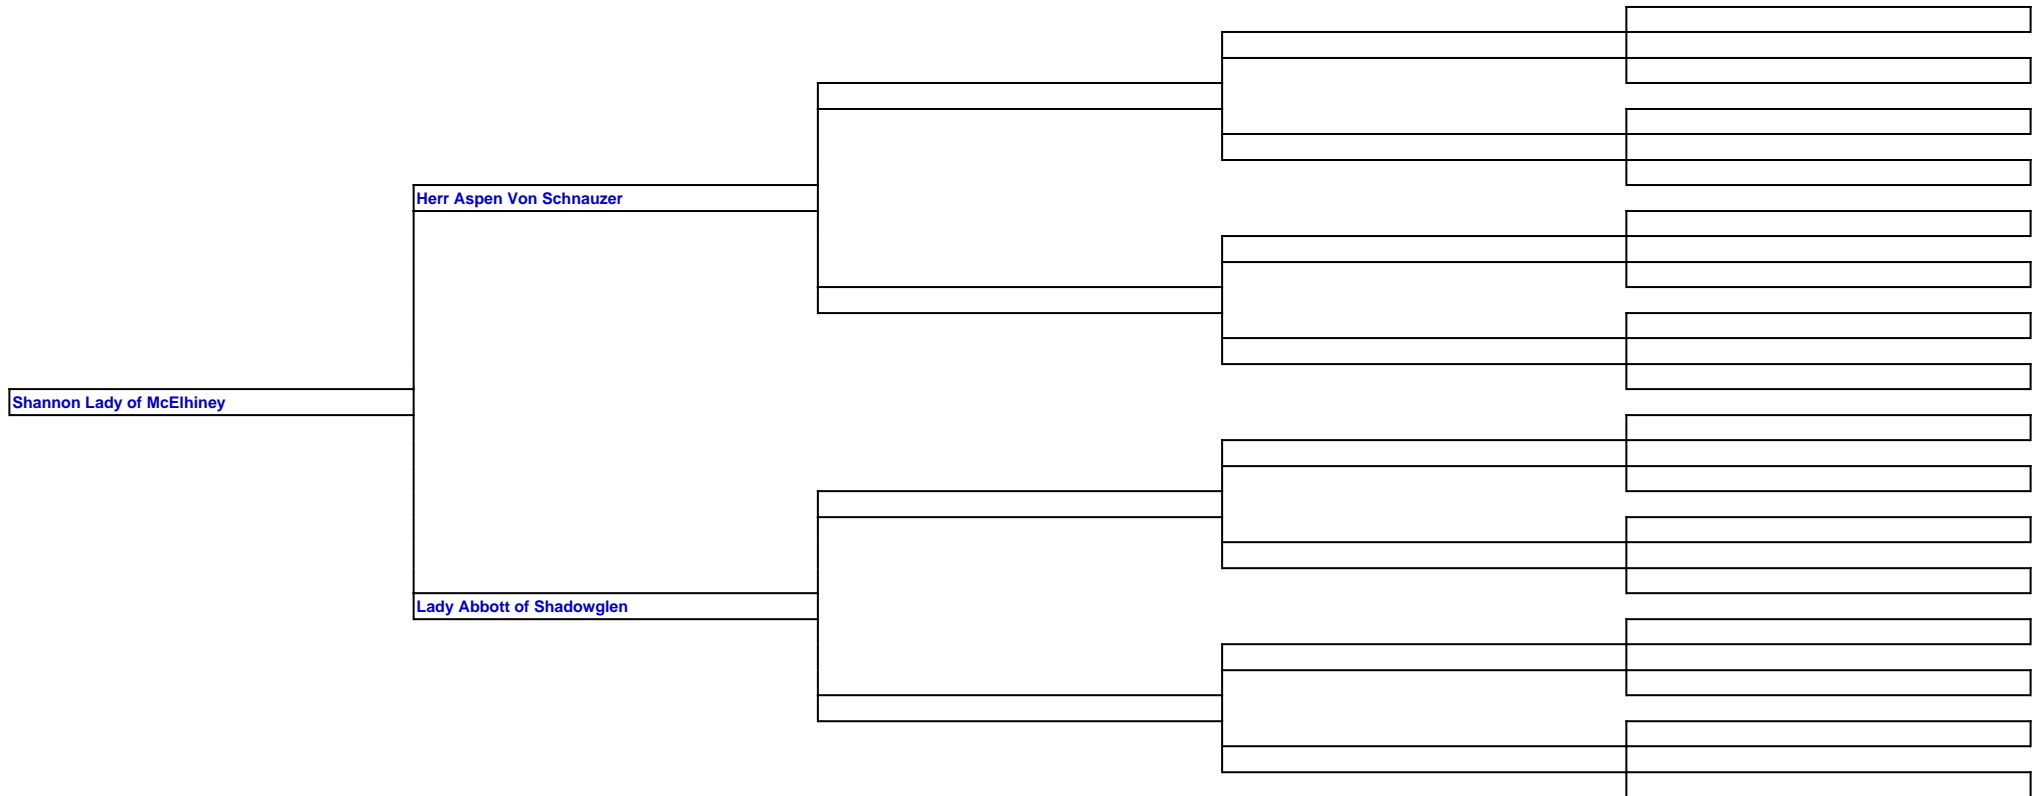 Herr Aspen Von Schnauzer
Shannon Lady of McElhiney
Lady Abbott of Shadowglen